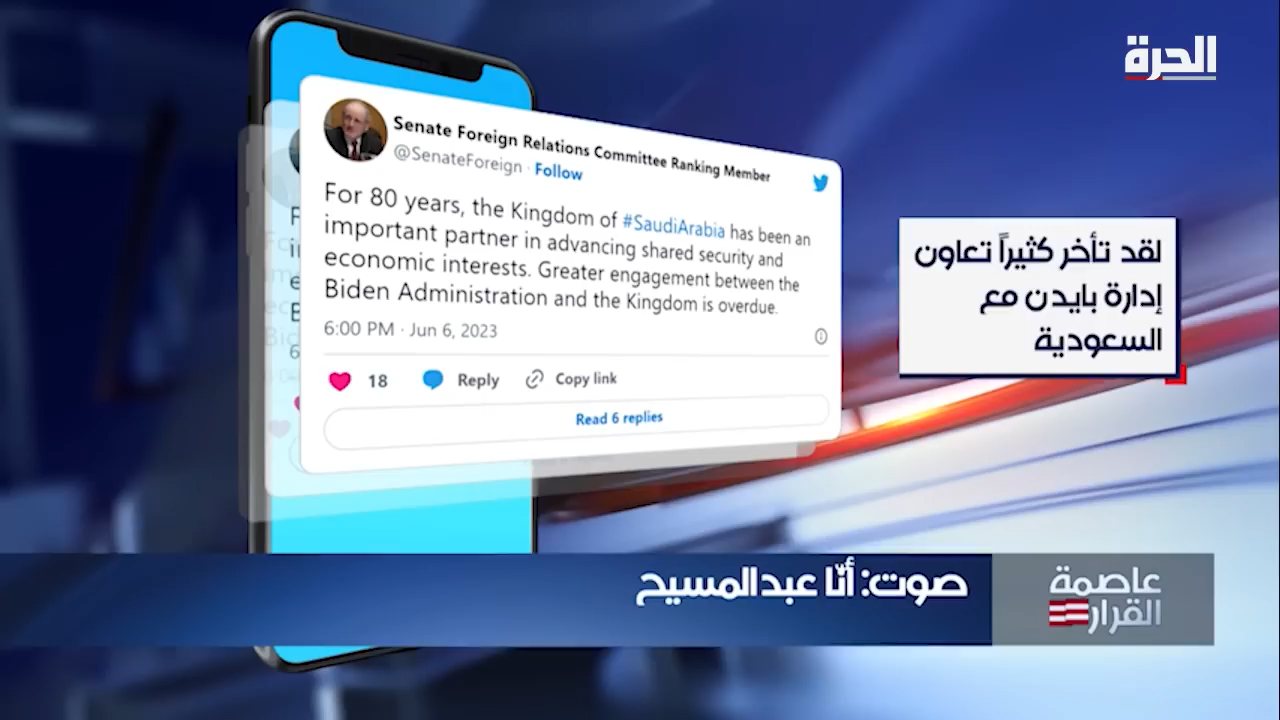 الحرة
Senate Foreign Relations Committee Ranking Member
@SenateForeign · Follow
For 80 years, the Kingdom of #SaudiArabia has been an
important partner in advancing shared security and
economic interests. Greater engagement between the
Biden Administration and the Kingdom is overdue.
6:00 PM · Jun 6, 2023
18 Reply Copy link
Read 6 replies
لقد تأخر كثيراً تعاون
إدارة بايدن مع
السعودية
صوت: أنّا عبدالمسيح
عاصمة
القرار